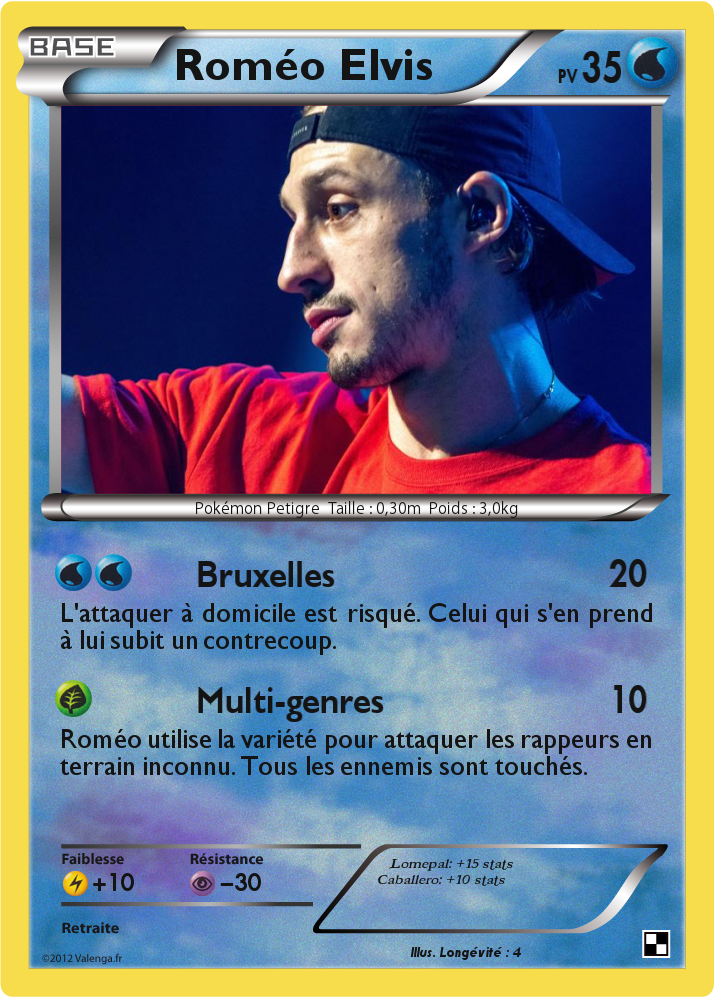 BASE
Roméo Elvis
PV 35
Pokémon Petigre Taille : 0,30m Poids : 3,0kg
Bruxelles 20
L'attaquer à domicile est risqué. Celui qui s'en prend
à lui subit un contrecoup.
Multi-genres 10
Roméo utilise la variété pour attaquer les rappeurs en
terrain inconnu. Tous les ennemis sont touchés.
Faiblesse Résistance
+10 −30
Lomepal: +15 stats
Caballero: +10 stats
Retraite
Illus. Longévité : 4
©2012 Valenga.fr